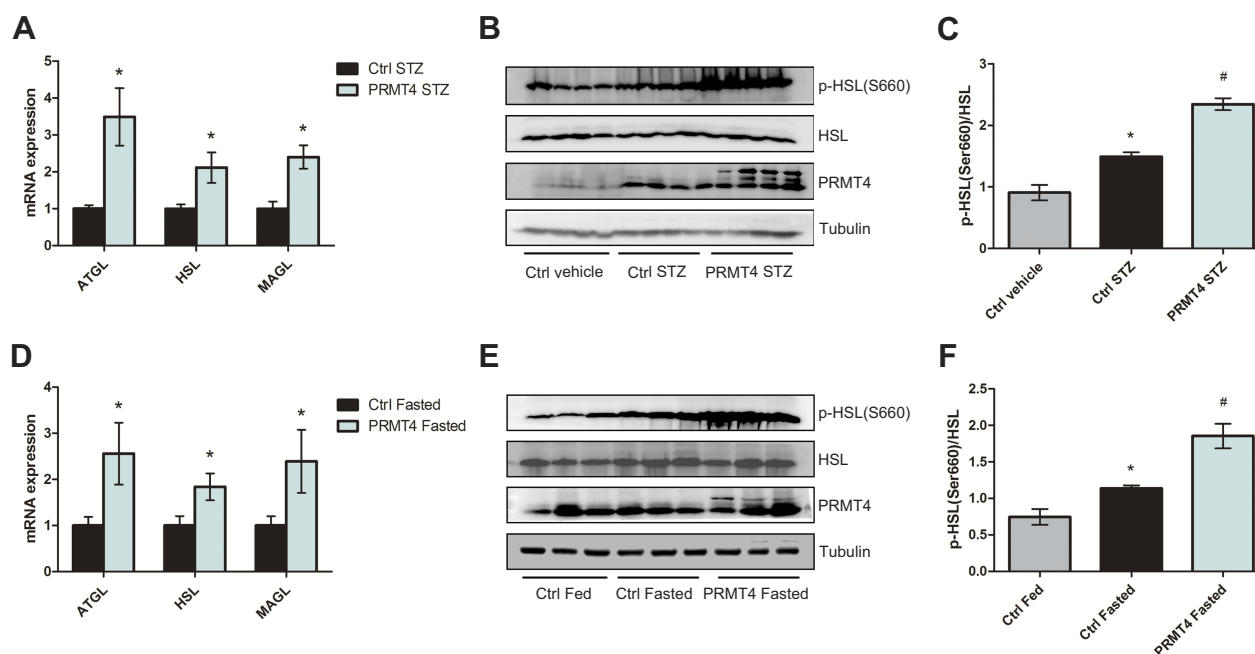 A
mRNA expression
5
4
3
2
1
0
*
*
*
ATGL
HSL
MAGL
Ctrl STZ
PRMT4 STZ
B
p-HSL(S660)
HSL
PRMT4
Tubulin
Ctrl vehicle
Ctrl STZ
PRMT4 STZ
C
p-HSL(Ser660)/HSL
3
2
1
0
*
#
Ctrl vehicle
Ctrl STZ
PRMT4 STZ
D
mRNA expression
4
3
2
1
0
*
*
*
ATGL
HSL
MAGL
Ctrl Fasted
PRMT4 Fasted
E
p-HSL(S660)
HSL
PRMT4
Tubulin
Ctrl Fed
Ctrl Fasted
PRMT4 Fasted
F
p-HSL(Ser660)/HSL
2.5
2.0
1.5
1.0
0.5
0.0
*
#
Ctrl Fed
Ctrl Fasted
PRMT4 Fasted